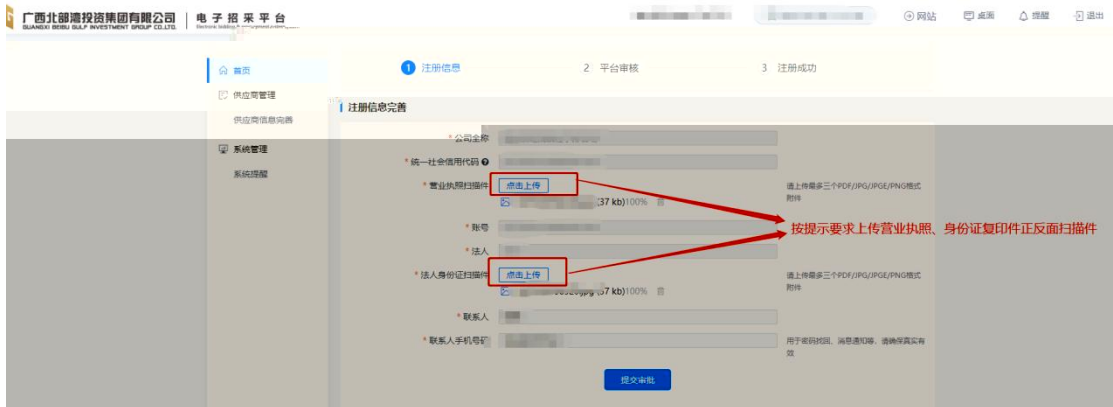 广西北部湾投资集团有限公司 电子招采平台
GUANGXI BEIBU GULF INVESTMENT GROUP CO.,LTD.
网站 桌面 提醒 退出
首页
供应商管理
供应商信息完善
系统管理
系统提醒
1 注册信息 2 平台审核 3 注册成功
注册信息完善
* 公司全称
* 统一社会信用代码
* 营业执照扫描件 点击上传 请上传最多三个PDF/JPG/JPGE/PNG格式
附件
(37 kb)100%
* 账号
按提示要求上传营业执照、身份证复印件正反面扫描件
* 法人
* 法人身份证扫描件 点击上传 请上传最多三个PDF/JPG/JPGE/PNG格式
附件
7 kb)100%
* 联系人
* 联系人手机号码 用于密码找回、消息通知等，请确保真实有
效
提交审批